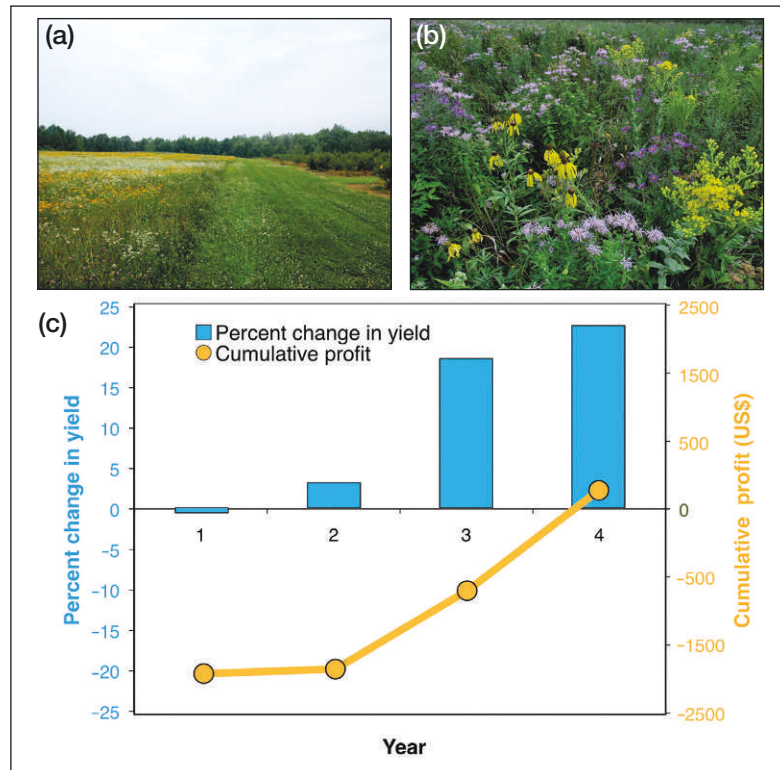 (a)
(b)
(c)
Percent change in yield
Cumulative profit
25
20
15
10
5
0
−5
−10
−15
−20
−25
Percent change in yield
2500
1500
500
0
−500
−1500
−2500
Cumulative profit (US$)
1
2
3
4
Year